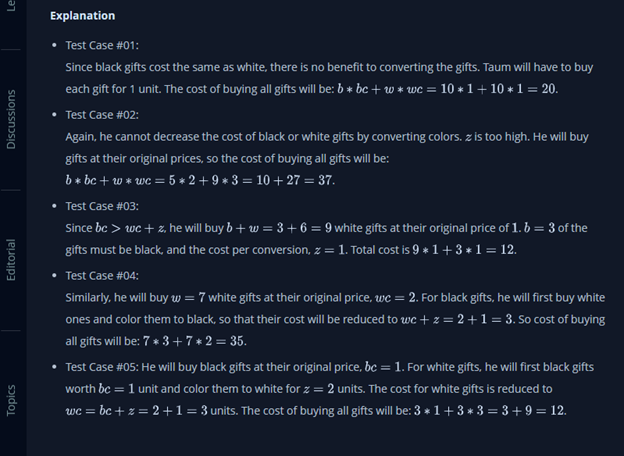 Le
Discussions
Editorial
Topics
Explanation
• Test Case #01:
Since black gifts cost the same as white, there is no benefit to converting the gifts. Taum will have to buy
each gift for 1 unit. The cost of buying all gifts will be: b * bc + w * wc = 10 * 1 + 10 * 1 = 20.
• Test Case #02:
Again, he cannot decrease the cost of black or white gifts by converting colors. z is too high. He will buy
gifts at their original prices, so the cost of buying all gifts will be:
b * bc + w * wc = 5 * 2 + 9 * 3 = 10 + 27 = 37.
• Test Case #03:
Since bc > wc + z, he will buy b + w = 3 + 6 = 9 white gifts at their original price of 1. b = 3 of the
gifts must be black, and the cost per conversion, z = 1. Total cost is 9 * 1 + 3 * 1 = 12.
• Test Case #04:
Similarly, he will buy w = 7 white gifts at their original price, wc = 2. For black gifts, he will first buy white
ones and color them to black, so that their cost will be reduced to wc + z = 2 + 1 = 3. So cost of buying
all gifts will be: 7 * 3 + 7 * 2 = 35.
• Test Case #05: He will buy black gifts at their original price, bc = 1. For white gifts, he will first black gifts
worth bc = 1 unit and color them to white for z = 2 units. The cost for white gifts is reduced to
wc = bc + z = 2 + 1 = 3 units. The cost of buying all gifts will be: 3 * 1 + 3 * 3 = 3 + 9 = 12.